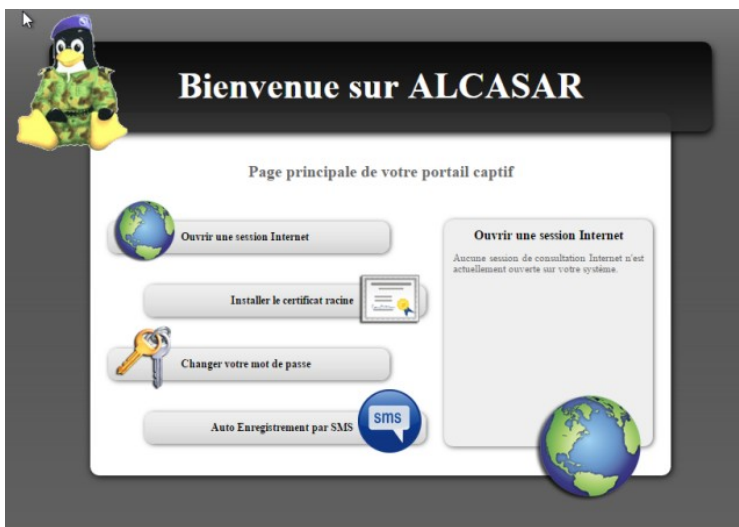 Bienvenue sur ALCASAR
Page principale de votre portail captif
Ouvrir une session Internet
Installer le certificat racine
Changer votre mot de passe
Auto Enregistrement par SMS
sms
Ouvrir une session Internet
Aucune session de consultation Internet n'est
actuellement ouverte sur votre système.